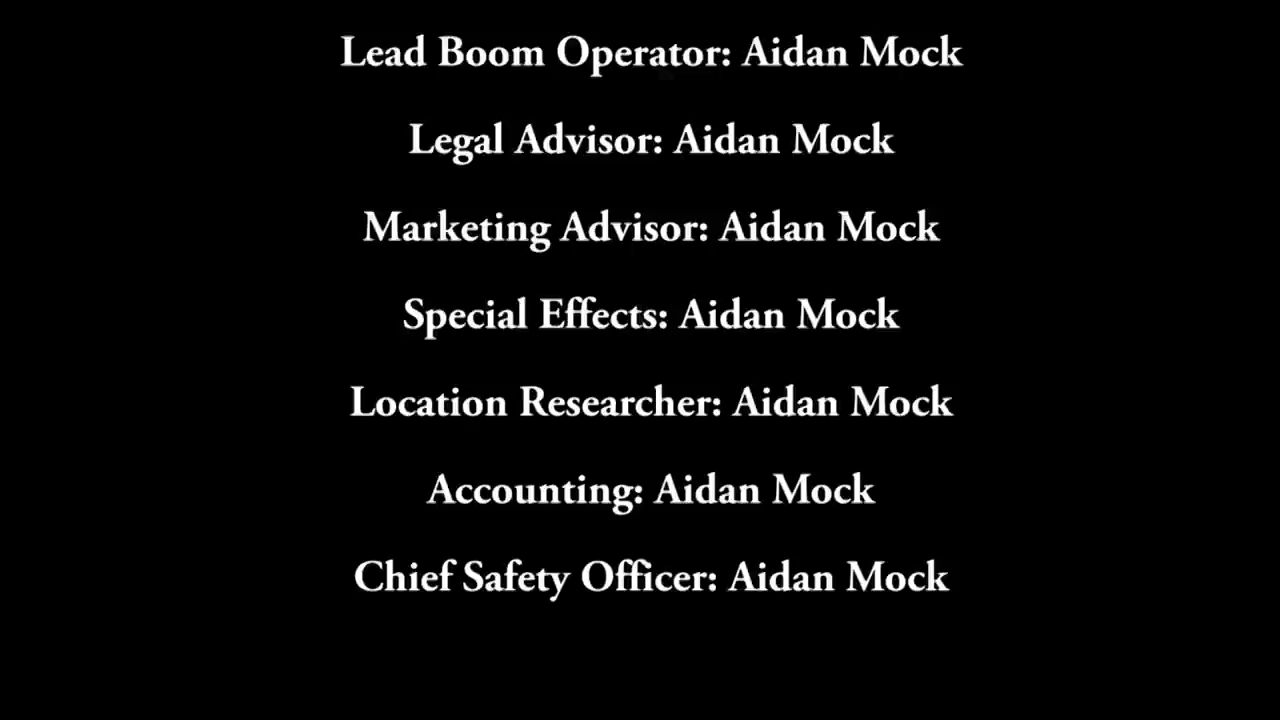 Lead Boom Operator: Aidan Mock
Legal Advisor: Aidan Mock
Marketing Advisor: Aidan Mock
Special Effects: Aidan Mock
Location Researcher: Aidan Mock
Accounting: Aidan Mock
Chief Safety Officer: Aidan Mock